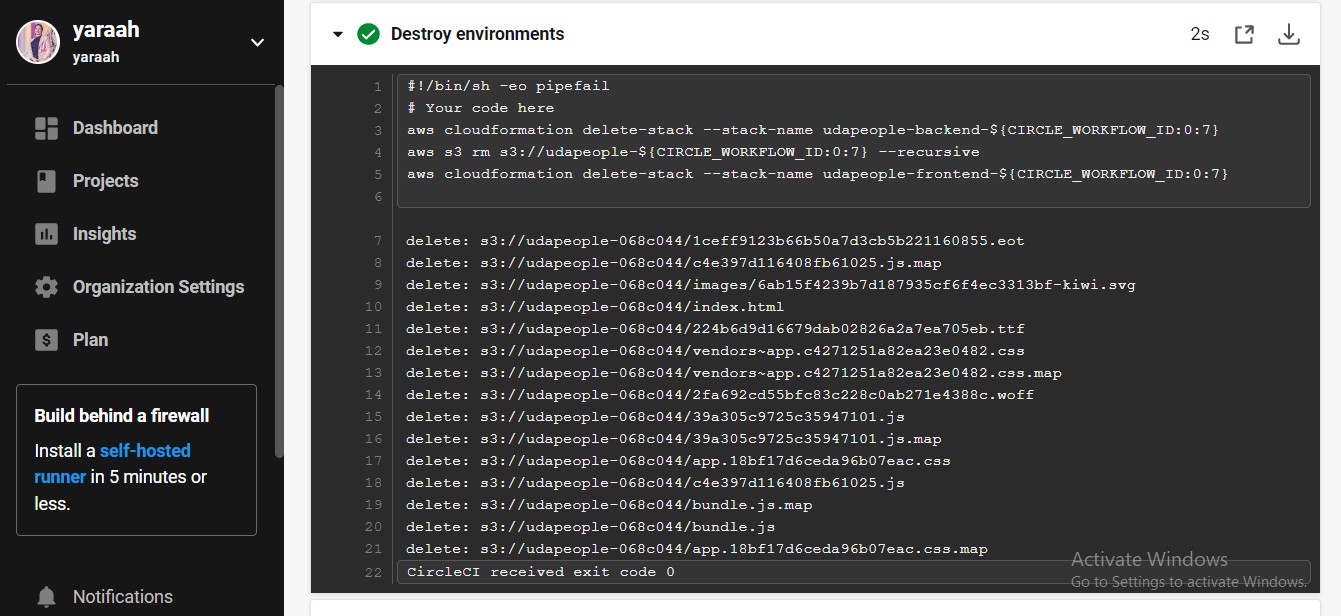 yaraah
yaraah
Dashboard
Projects
Insights
Organization Settings
Plan
Build behind a firewall
Install a self-hosted
runner in 5 minutes or
less.
Notifications
Destroy environments
2s
1 #!/bin/sh -eo pipefail
2 # Your code here
3 aws cloudformation delete-stack --stack-name udapeople-backend-${CIRCLE_WORKFLOW_ID:0:7}
4 aws s3 rm s3://udapeople-${CIRCLE_WORKFLOW_ID:0:7} --recursive
5 aws cloudformation delete-stack --stack-name udapeople-frontend-${CIRCLE_WORKFLOW_ID:0:7}
6
7 delete: s3://udapeople-068c044/1ceff9123b66b50a7d3cb5b221160855.eot
8 delete: s3://udapeople-068c044/c4e397d116408fb61025.js.map
9 delete: s3://udapeople-068c044/images/6ab15f4239b7d187935cf6f4ec3313bf-kiwi.svg
10 delete: s3://udapeople-068c044/index.html
11 delete: s3://udapeople-068c044/224b6d9d16679dab02826a2a7ea705eb.ttf
12 delete: s3://udapeople-068c044/vendors~app.c4271251a82ea23e0482.css
13 delete: s3://udapeople-068c044/vendors~app.c4271251a82ea23e0482.css.map
14 delete: s3://udapeople-068c044/2fa692cd55bfc83c228c0ab271e4388c.woff
15 delete: s3://udapeople-068c044/39a305c9725c35947101.js
16 delete: s3://udapeople-068c044/39a305c9725c35947101.js.map
17 delete: s3://udapeople-068c044/app.18bf17d6ceda96b07eac.css
18 delete: s3://udapeople-068c044/c4e397d116408fb61025.js
19 delete: s3://udapeople-068c044/bundle.js.map
20 delete: s3://udapeople-068c044/bundle.js
21 delete: s3://udapeople-068c044/app.18bf17d6ceda96b07eac.css.map
22 CircleCI received exit code 0
Activate Windows
Go to Settings to activate Windows.